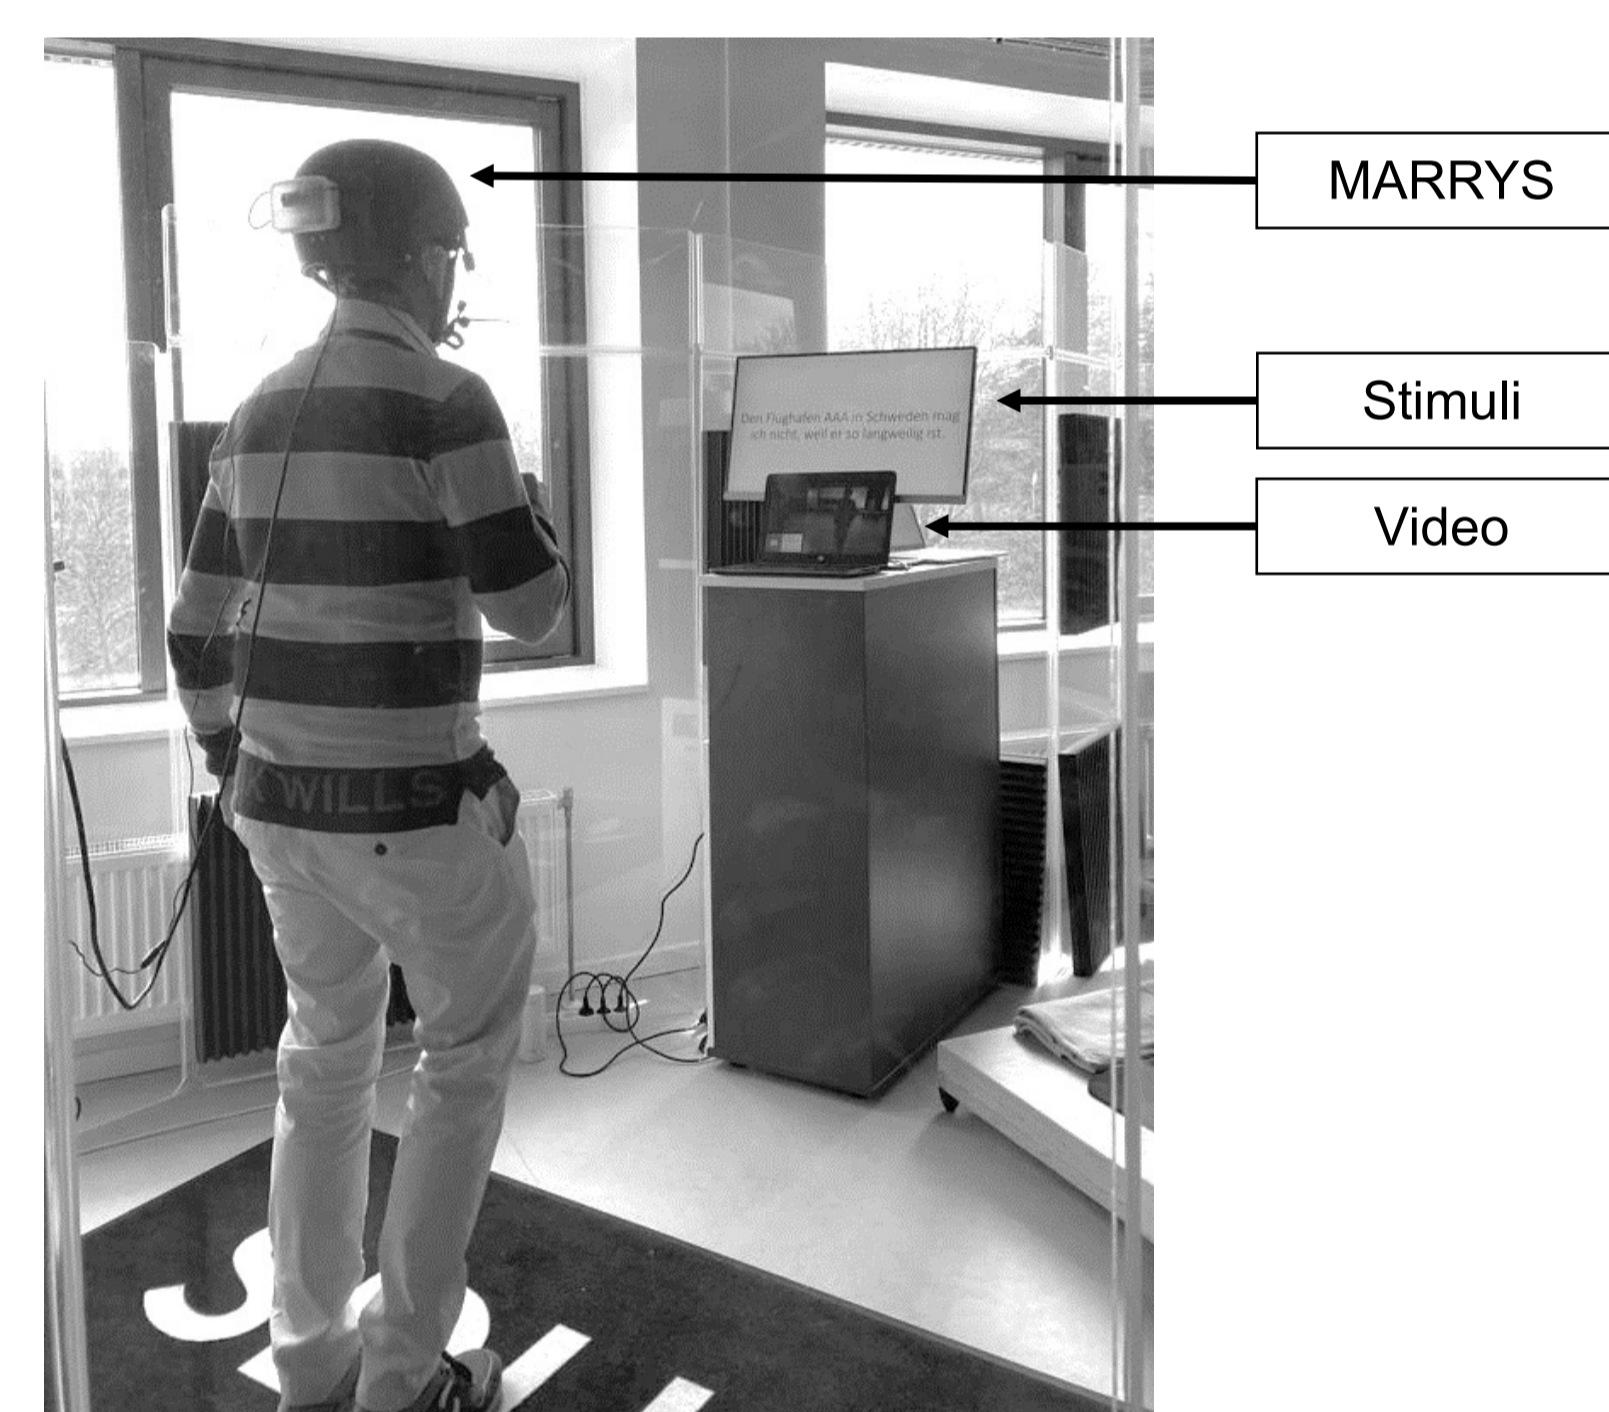 MARRYS
Stimuli
Den Flughafen AAA in Schweden mag
ich nicht, weil er so langweilig ist.
Video
K WILLS